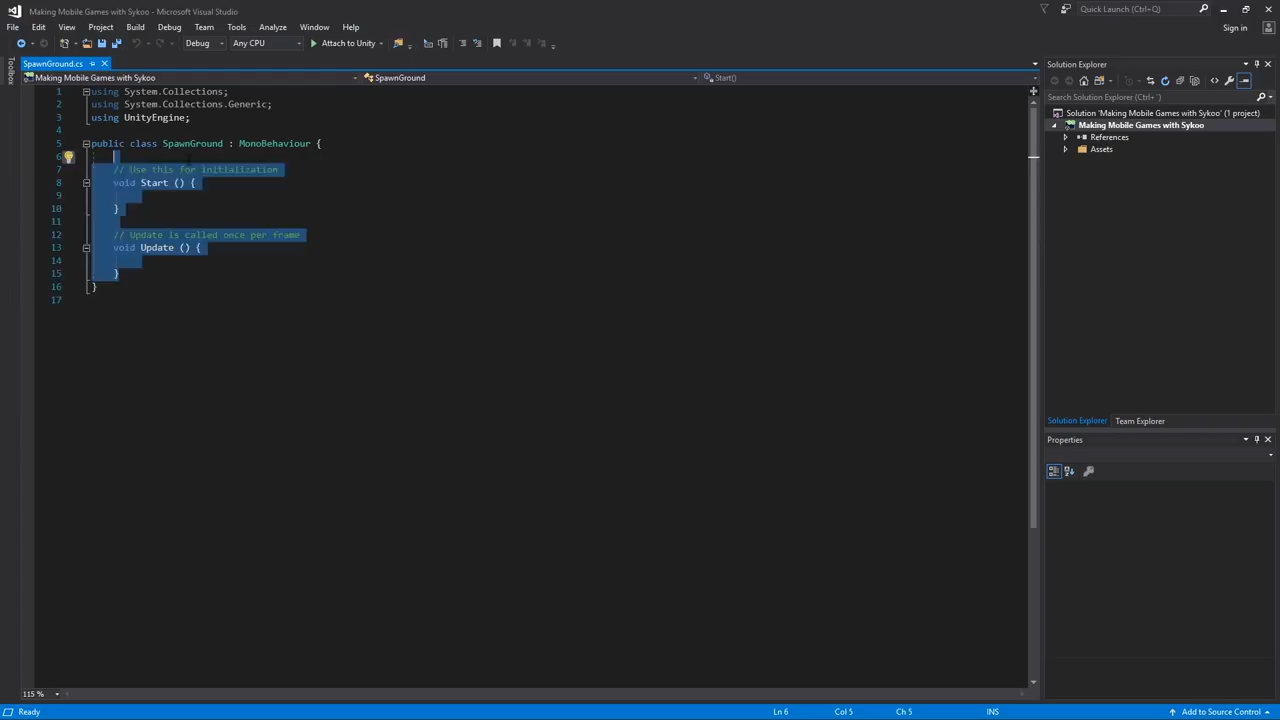 Making Mobile Games with Sykoo - Microsoft Visual Studio
Quick Launch (Ctrl+Q)
File Edit View Project Build Debug Team Tools Test Analyze Window Help
Sign in
Debug Any CPU Attach to Unity
Toolbox
SpawnGround.cs
Making Mobile Games with Sykoo SpawnGround Start()
1 using System.Collections;
2 using System.Collections.Generic;
3 using UnityEngine;
4
5 public class SpawnGround : MonoBehaviour {
6
7 // Use this for initialization
8 void Start () {
9
10 }
11
12 // Update is called once per frame
13 void Update () {
14
15 }
16 }
17
115 %
Solution Explorer
Search Solution Explorer (Ctrl+¨)
Solution 'Making Mobile Games with Sykoo' (1 project)
Making Mobile Games with Sykoo
References
Assets
Solution Explorer Team Explorer
Properties
Ready Ln 6 Col 5 Ch 5 INS Add to Source Control